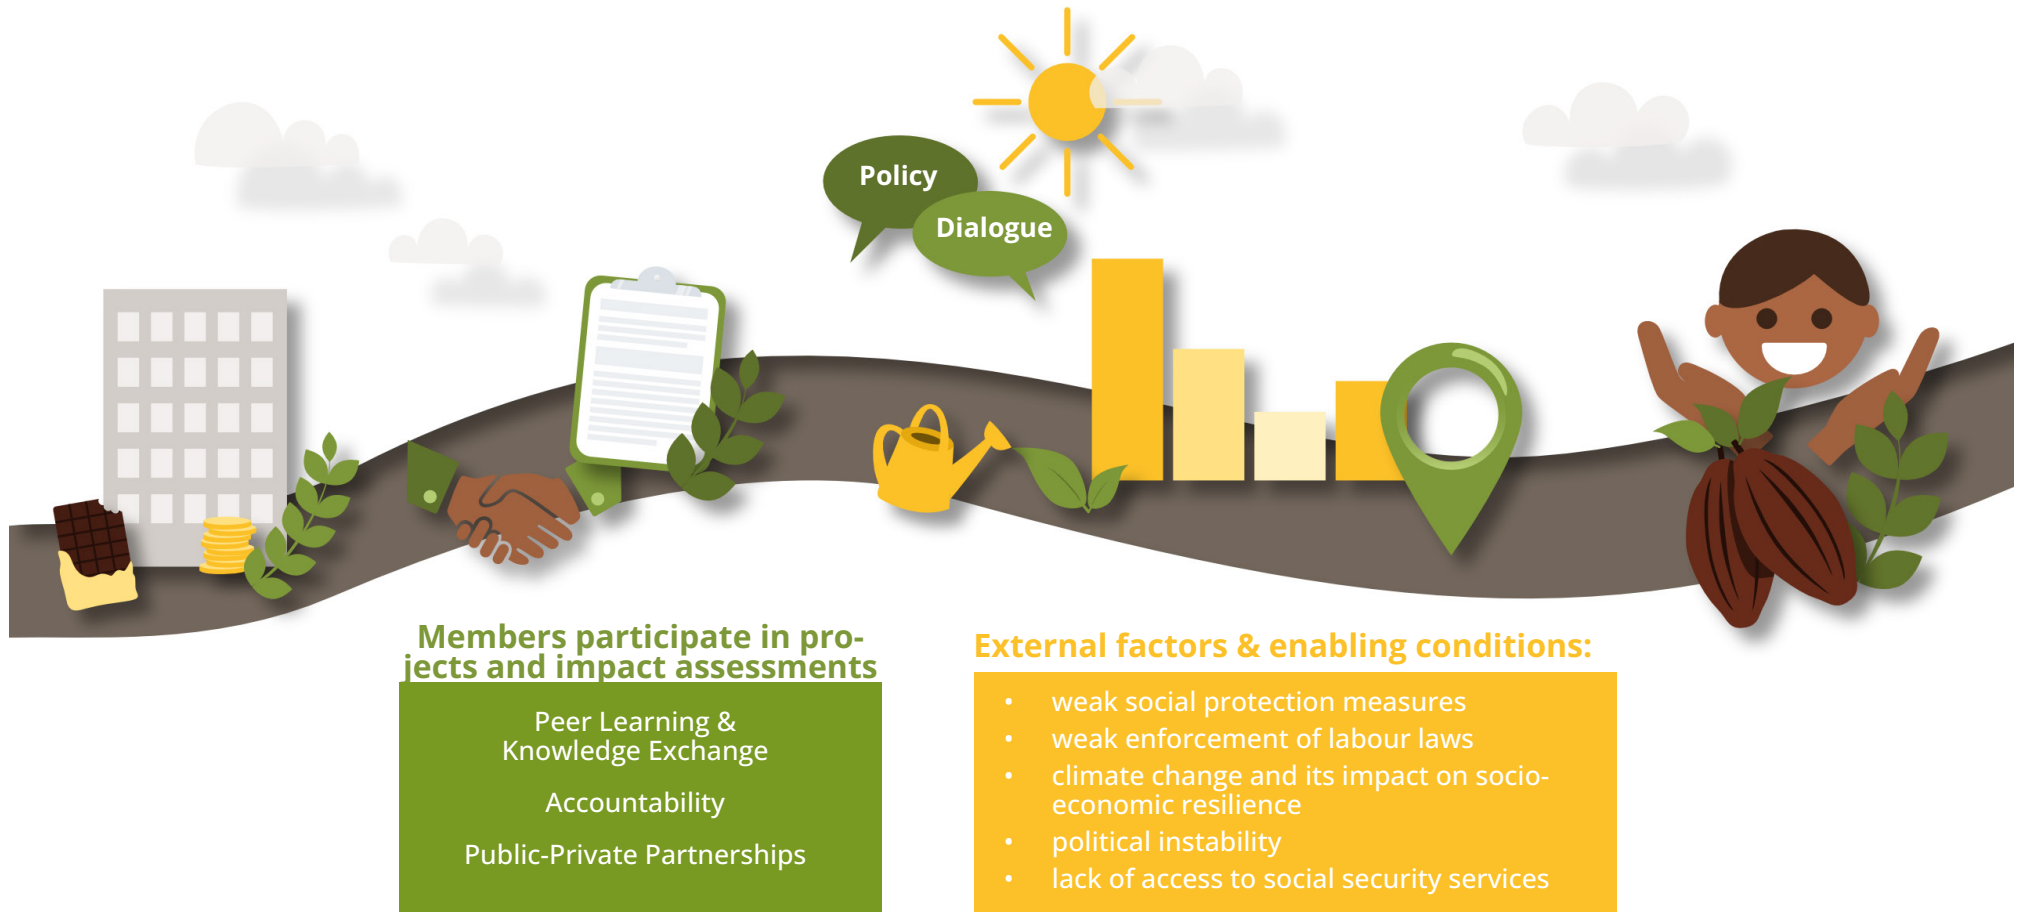 Policy
Dialogue
Members participate in pro-
jects and impact assessments
Peer Learning &
Knowledge Exchange
Accountability
Public-Private Partnerships
External factors & enabling conditions:
• weak social protection measures
• weak enforcement of labour laws
• climate change and its impact on socio-
economic resilience
• political instability
• lack of access to social security services